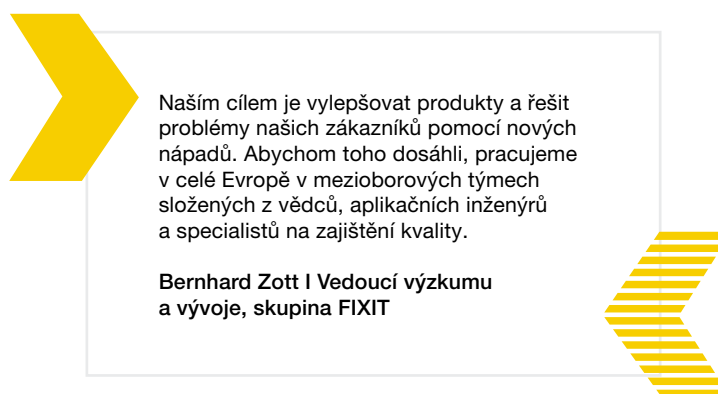 Naším cílem je vylepšovat produkty a řešit
problémy našich zákazníků pomocí nových
nápadů. Abychom toho dosáhli, pracujeme
v celé Evropě v mezioborových týmech
složených z vědců, aplikačních inženýrů
a specialistů na zajištění kvality.
Bernhard Zott I Vedoucí výzkumu
a vývoje, skupina FIXIT